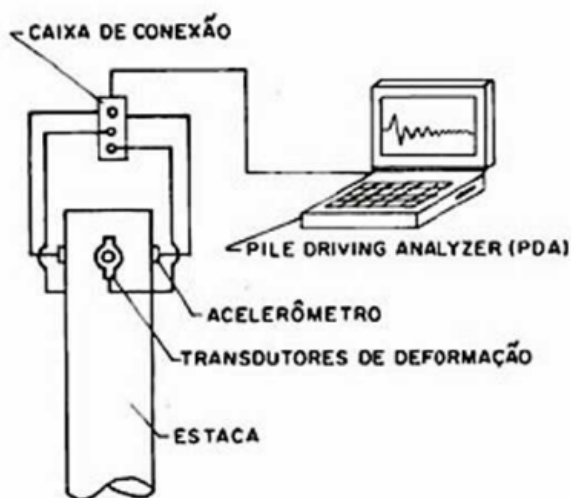 CAIXA DE CONEXÃO
PILE DRIVING ANALYZER (PDA)
ACELERÔMETRO
TRANSDUTORES DE DEFORMAÇÃO
ESTACA